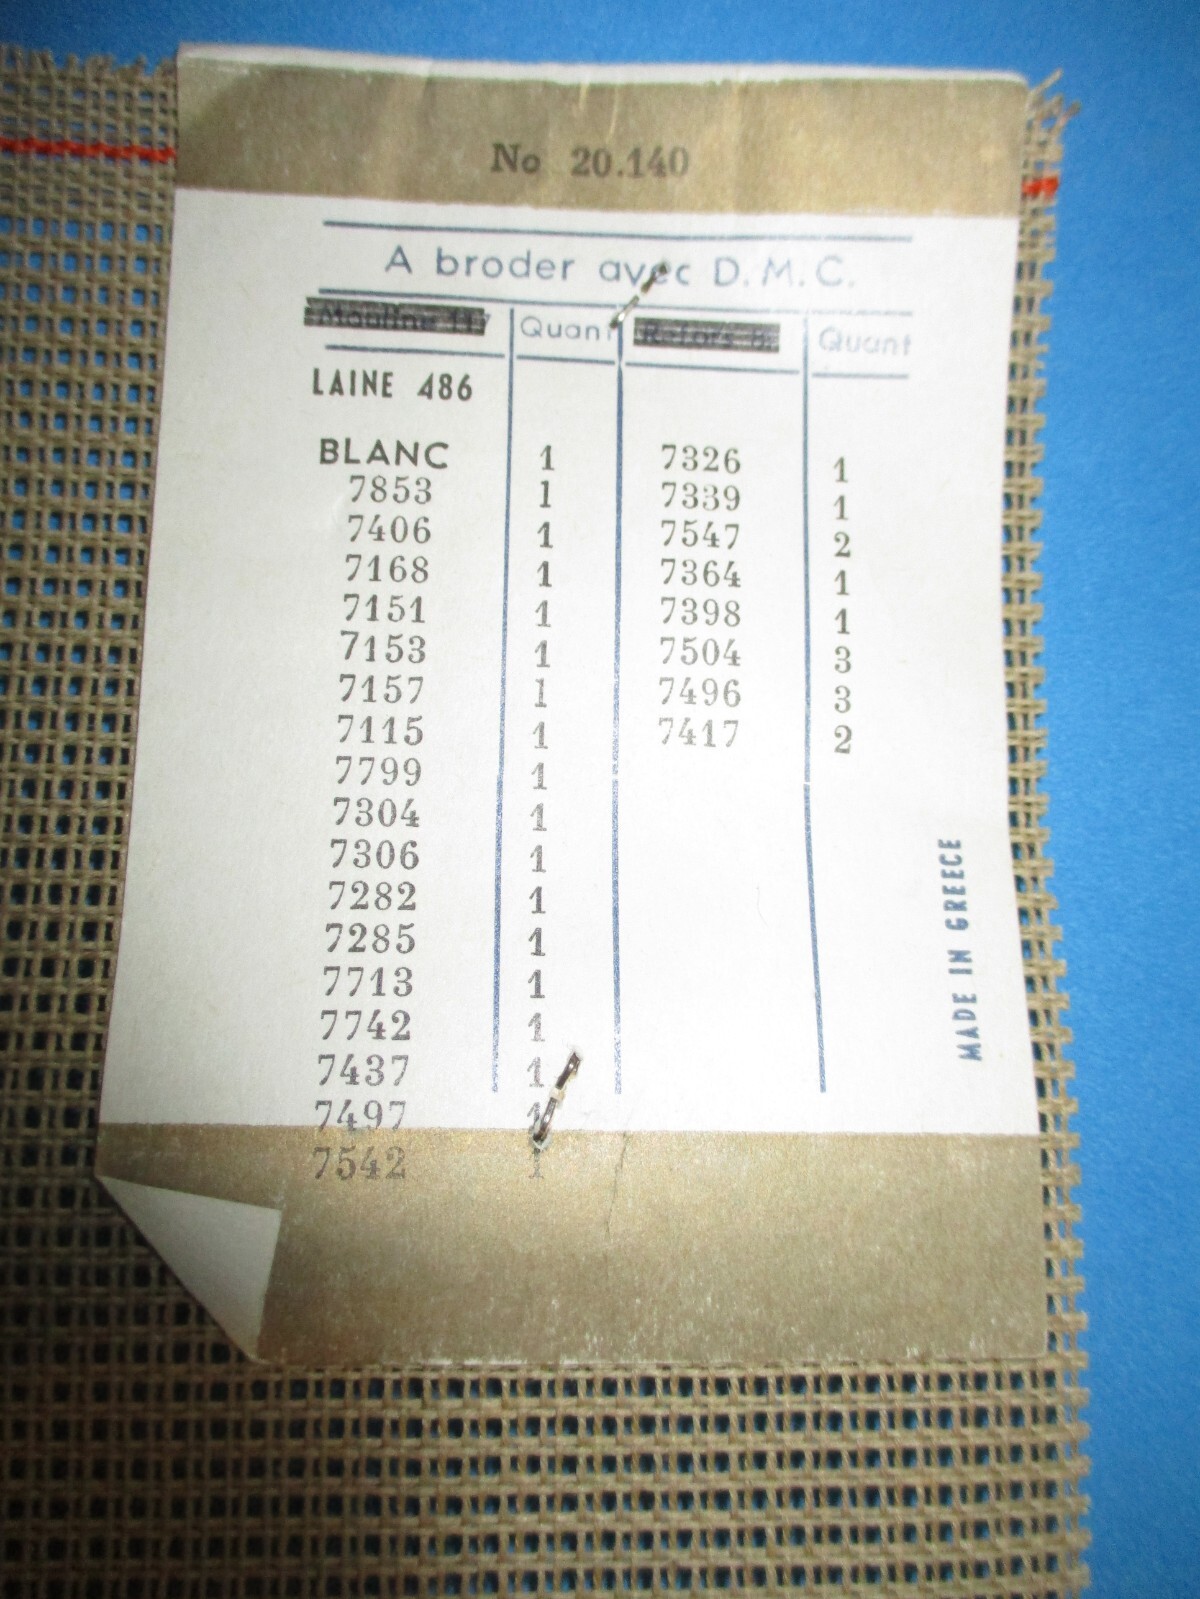 No 20.140
A broder avec D.M.C.
Mouline 117 Quant Retors Quant
LAINE 486
BLANC 1 7326 1
7853 1 7339 1
7406 1 7547 2
7168 1 7364 1
7151 1 7398 1
7153 1 7504 3
7157 1 7496 3
7115 1 7417 2
7799 1
7304 1
7306 1
7282 1
7285 1
7713 1
7742 1
7437 1
7497 1
7542 1
MADE IN GREECE